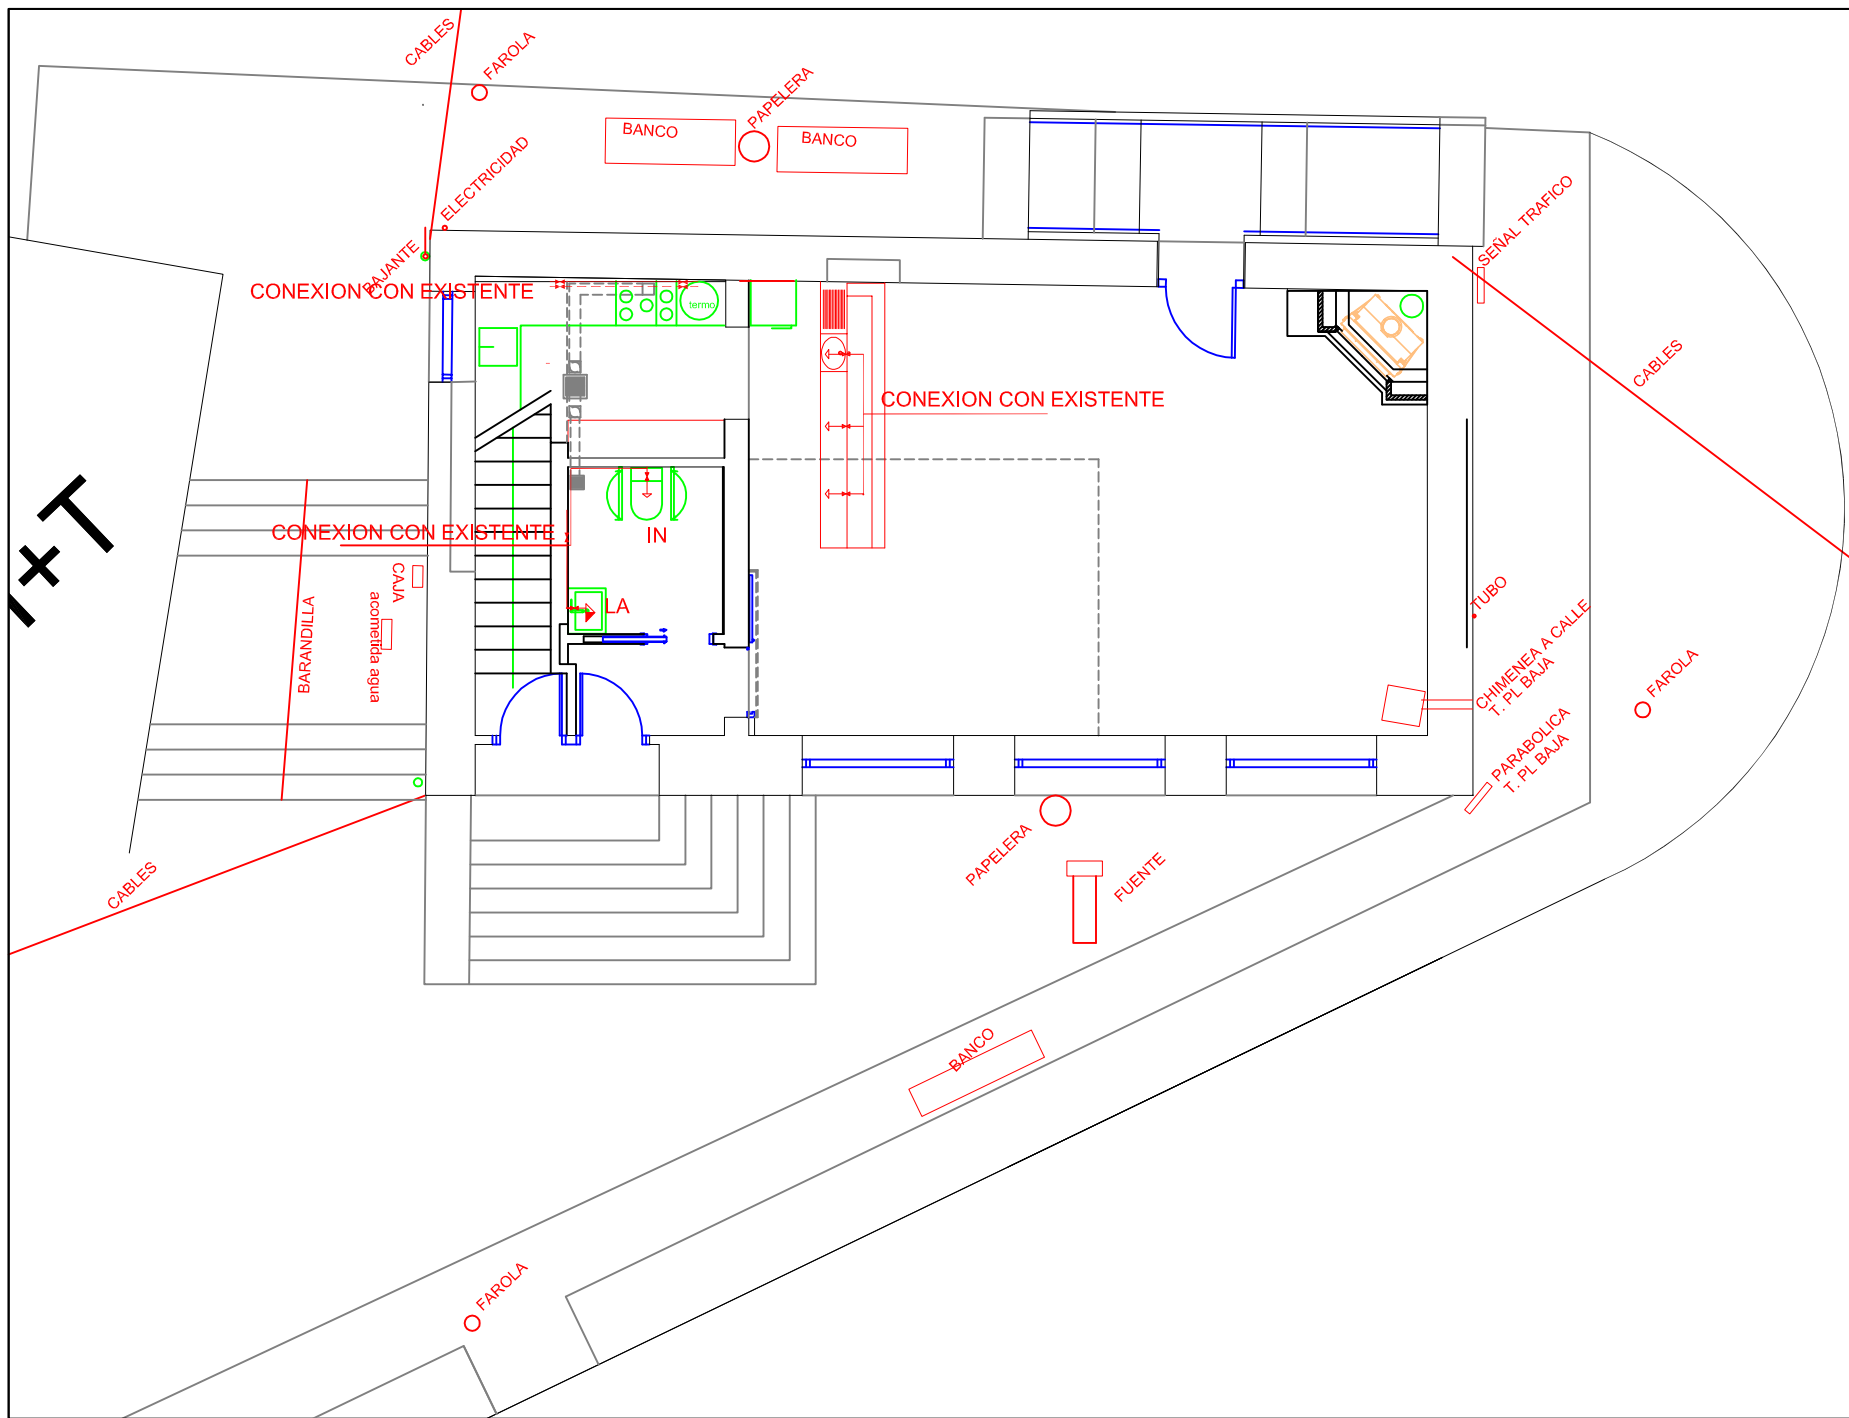 CABLES
FAROLA
PAPELERA
BANCO
BANCO
ELECTRICIDAD
BAJANTE
SEÑAL TRAFICO
CONEXION CON EXISTENTE
termo
CABLES
CONEXION CON EXISTENTE
CONEXION CON EXISTENTE
IN
CAJA
acometida agua
BARANDILLA
LA
TUBO
CHIMENEA A CALLE
T. PL BAJA
FAROLA
PARABOLICA
T. PL BAJA
PAPELERA
FUENTE
CABLES
BANCO
FAROLA